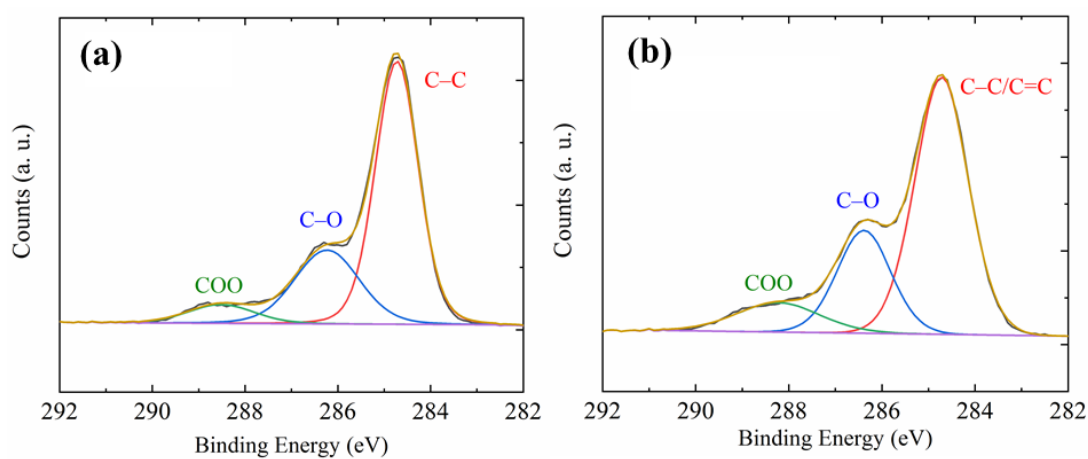 (a)
C–C
C–O
COO
Counts (a. u.)
292 290 288 286 284 282
Binding Energy (eV)
(b)
C–C/C=C
C–O
COO
Counts (a. u.)
292 290 288 286 284 282
Binding Energy (eV)